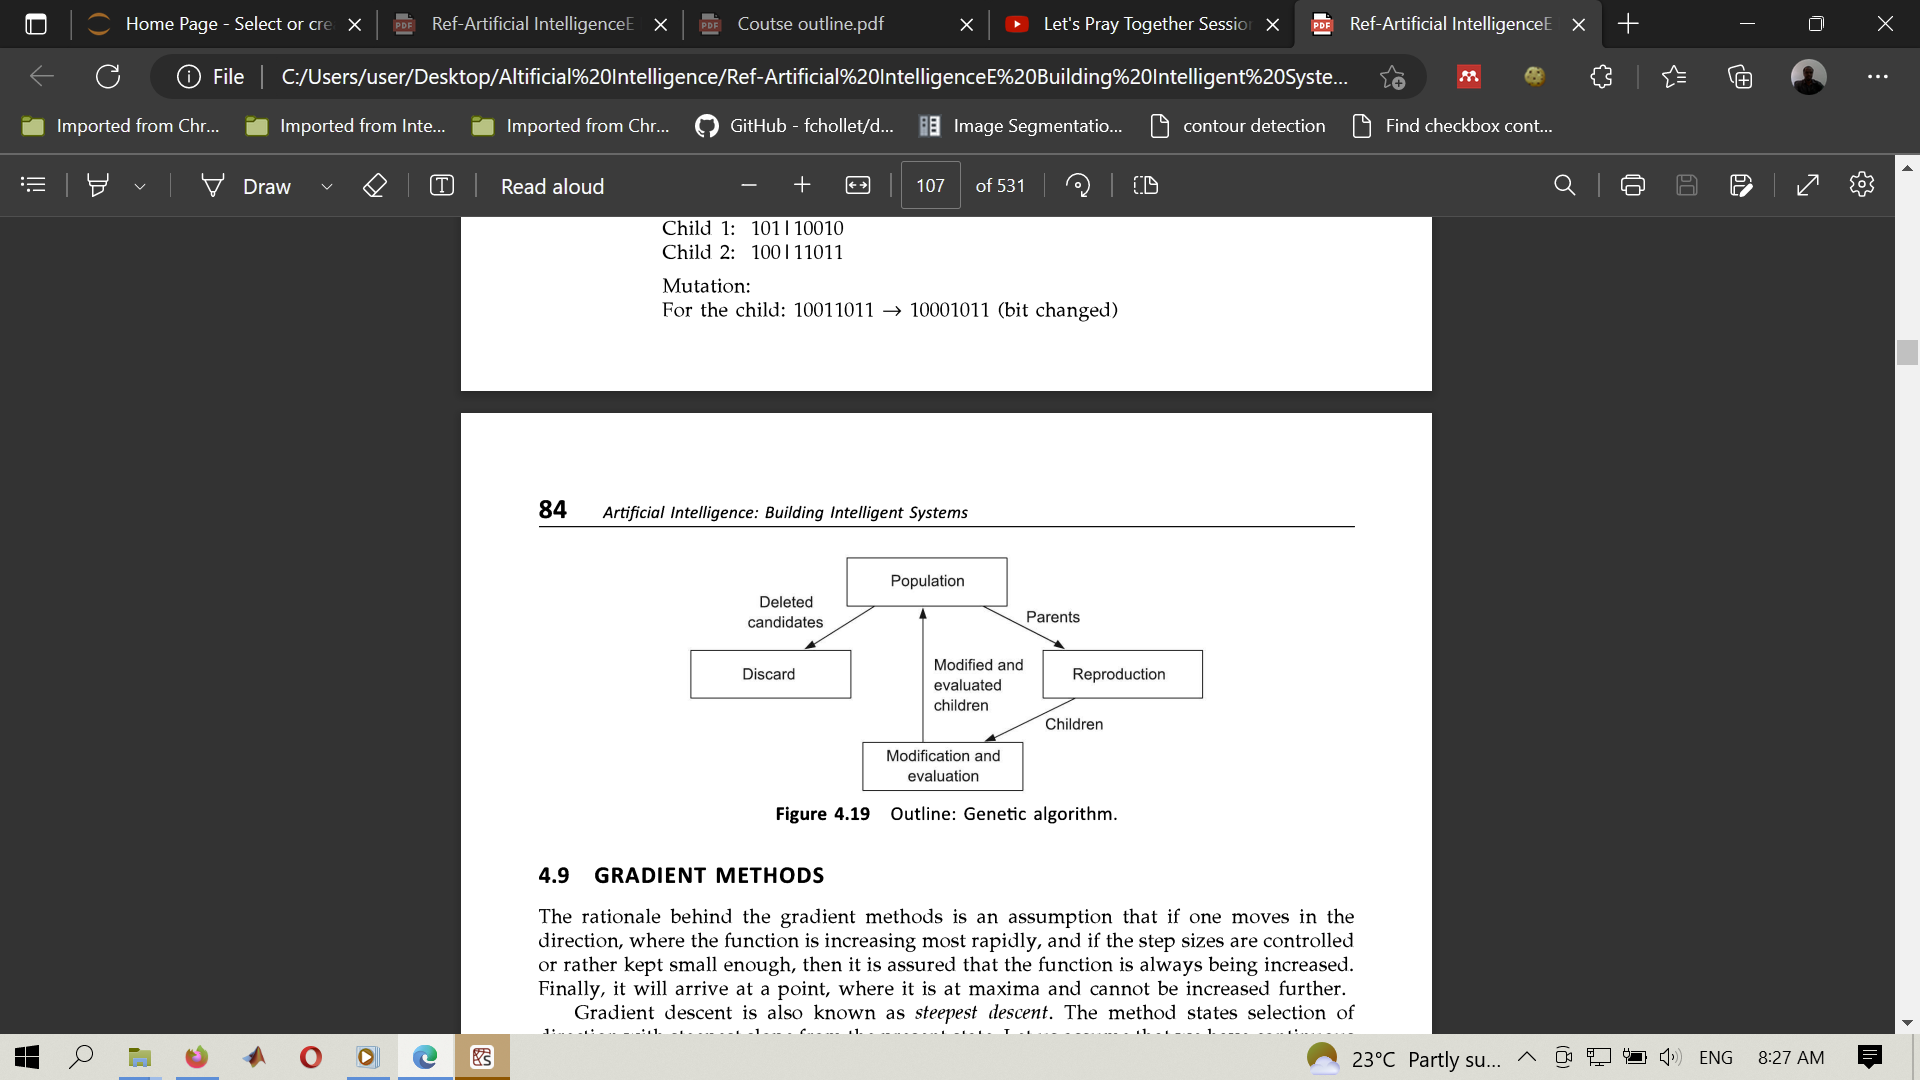 Home Page - Select or cre
Ref-Artificial IntelligenceE
Coutse outline.pdf
Let's Pray Together Session
Ref-Artificial IntelligenceE
File
C:/Users/user/Desktop/Altificial%20Intelligence/Ref-Artificial%20IntelligenceE%20Building%20Intelligent%20Syste...
Imported from Chr...
Imported from Inte...
Imported from Chr...
GitHub - fchollet/d...
Image Segmentatio...
contour detection
Find checkbox cont...
Draw
Read aloud
107
of 531
Child 1: 101|10010
Child 2: 100|11011
Mutation:
For the child: 10011011 → 10001011 (bit changed)
84 Artificial Intelligence: Building Intelligent Systems
Population
Deleted
candidates
Parents
Discard
Modified and
evaluated
children
Reproduction
Children
Modification and
evaluation
Figure 4.19 Outline: Genetic algorithm.
4.9 GRADIENT METHODS
The rationale behind the gradient methods is an assumption that if one moves in the
direction, where the function is increasing most rapidly, and if the step sizes are controlled
or rather kept small enough, then it is assured that the function is always being increased.
Finally, it will arrive at a point, where it is at maxima and cannot be increased further.
Gradient descent is also known as steepest descent. The method states selection of
23°C Partly su...
ENG
8:27 AM